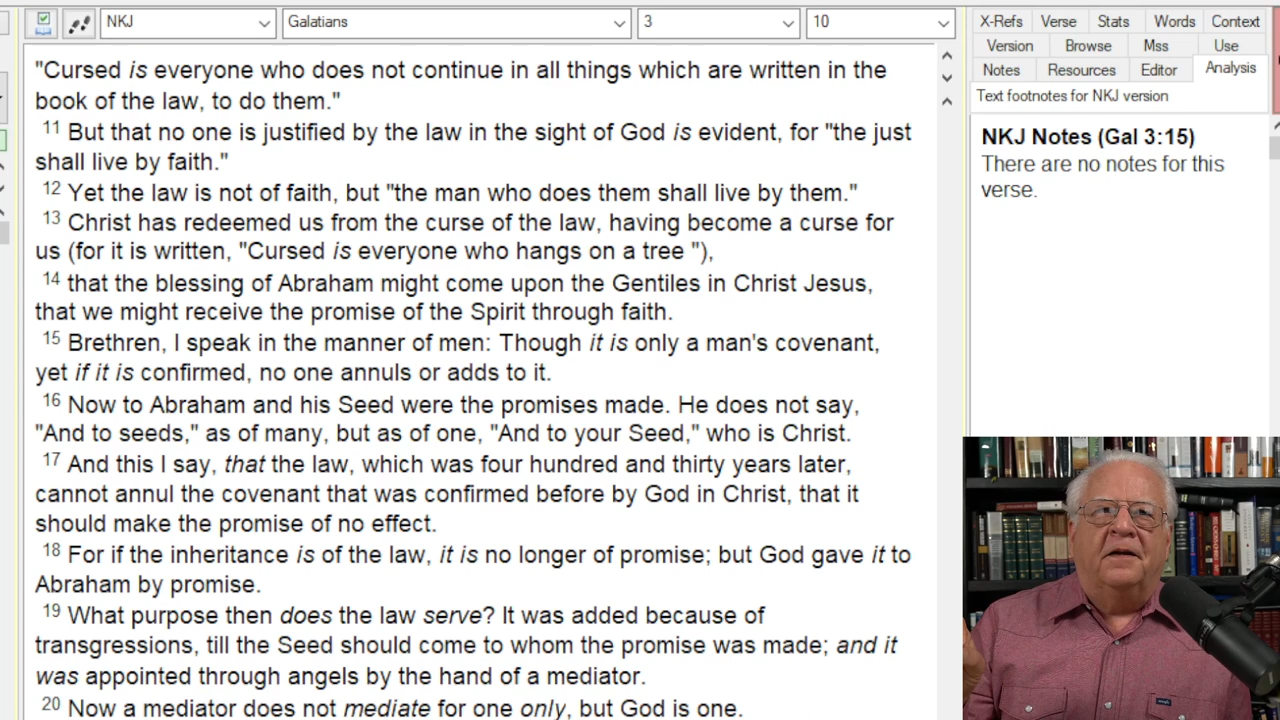 NKJ Galatians 3 10
"Cursed is everyone who does not continue in all things which are written in the
book of the law, to do them."
11 But that no one is justified by the law in the sight of God is evident, for "the just
shall live by faith."
12 Yet the law is not of faith, but "the man who does them shall live by them."
13 Christ has redeemed us from the curse of the law, having become a curse for
us (for it is written, "Cursed is everyone who hangs on a tree "),
14 that the blessing of Abraham might come upon the Gentiles in Christ Jesus,
that we might receive the promise of the Spirit through faith.
15 Brethren, I speak in the manner of men: Though it is only a man's covenant,
yet if it is confirmed, no one annuls or adds to it.
16 Now to Abraham and his Seed were the promises made. He does not say,
"And to seeds," as of many, but as of one, "And to your Seed," who is Christ.
17 And this I say, that the law, which was four hundred and thirty years later,
cannot annul the covenant that was confirmed before by God in Christ, that it
should make the promise of no effect.
18 For if the inheritance is of the law, it is no longer of promise; but God gave it to
Abraham by promise.
19 What purpose then does the law serve? It was added because of
transgressions, till the Seed should come to whom the promise was made; and it
was appointed through angels by the hand of a mediator.
20 Now a mediator does not mediate for one only, but God is one.
X-Refs Verse Stats Words Context
Version Browse Mss Use
Notes Resources Editor Analysis
Text footnotes for NKJ version
NKJ Notes (Gal 3:15)
There are no notes for this
verse.